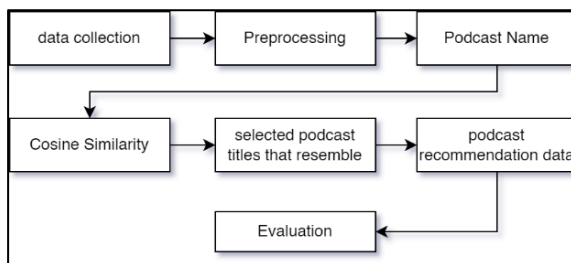 data collection
Preprocessing
Podcast Name
Cosine Similarity
selected podcast
titles that resemble
podcast
recommendation data
Evaluation